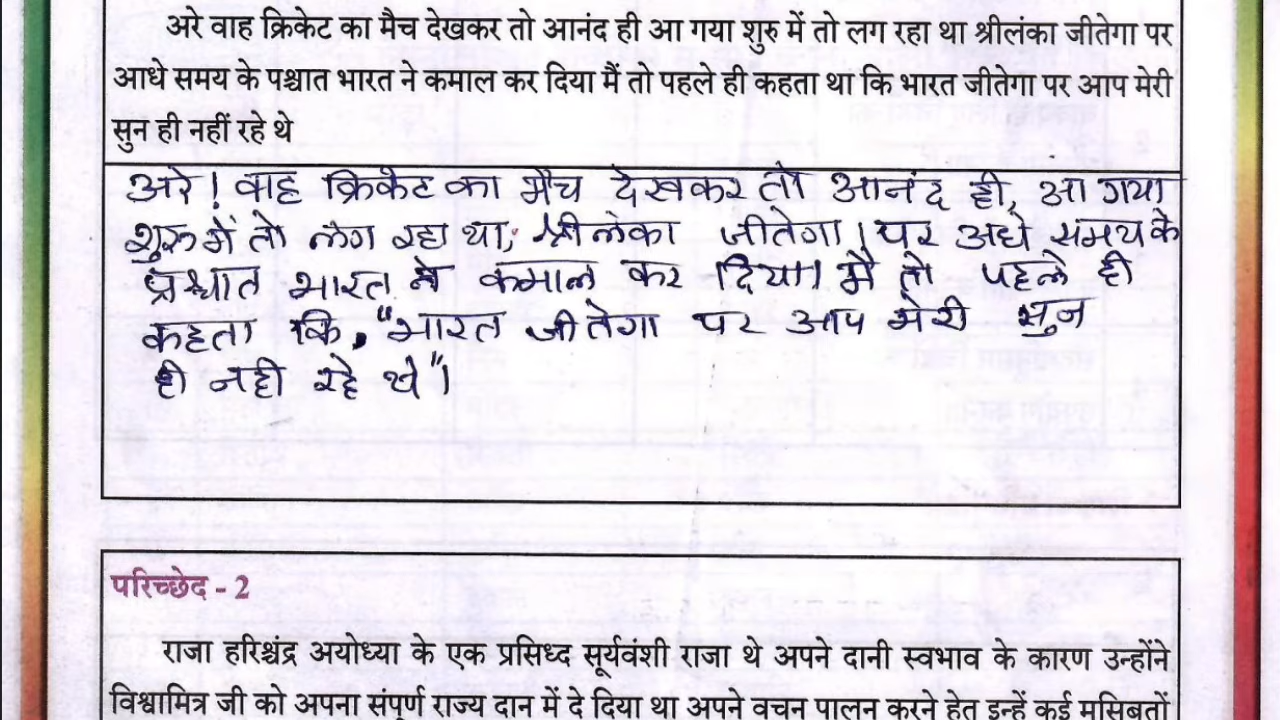 अरे वाह क्रिकेट का मैच देखकर तो आनंद ही आ गया शुरु में तो लग रहा था श्रीलंका जीतेगा पर
आधे समय के पश्चात भारत ने कमाल कर दिया मैं तो पहले ही कहता था कि भारत जीतेगा पर आप मेरी
सुन ही नहीं रहे थे
अरे! वाह क्रिकेट का मैच देखकर तो आनंद ही, आ गया
शुरु में तो लग रहा था, श्रीलंका जीतेगा। पर अधे समय के
प्रश्चात भारत ने कमाल कर दिया। मै तो पहले ही
कहता कि, "भारत जीतेगा पर आप मेरी सुन
ही नही रहे थे"।
परिच्छेद - 2
राजा हरिश्चंद्र अयोध्या के एक प्रसिध्द सूर्यवंशी राजा थे अपने दानी स्वभाव के कारण उन्होंने
विश्वामित्र जी को अपना संपूर्ण राज्य दान में दे दिया था अपने वचन पालन करने हेतु इन्हें कई मुसिबतों